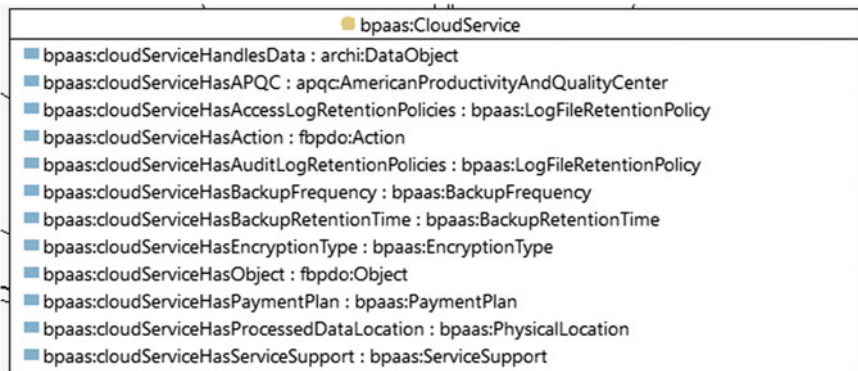 bpaas:CloudService
bpaas:cloudServiceHandlesData : archi:DataObject
bpaas:cloudServiceHasAPQC : apqc:AmericanProductivityAndQualityCenter
bpaas:cloudServiceHasAccessLogRetentionPolicies : bpaas:LogFileRetentionPolicy
bpaas:cloudServiceHasAction : fbpdo:Action
bpaas:cloudServiceHasAuditLogRetentionPolicies : bpaas:LogFileRetentionPolicy
bpaas:cloudServiceHasBackupFrequency : bpaas:BackupFrequency
bpaas:cloudServiceHasBackupRetentionTime : bpaas:BackupRetentionTime
bpaas:cloudServiceHasEncryptionType : bpaas:EncryptionType
bpaas:cloudServiceHasObject : fbpdo:Object
bpaas:cloudServiceHasPaymentPlan : bpaas:PaymentPlan
bpaas:cloudServiceHasProcessedDataLocation : bpaas:PhysicalLocation
bpaas:cloudServiceHasServiceSupport : bpaas:ServiceSupport